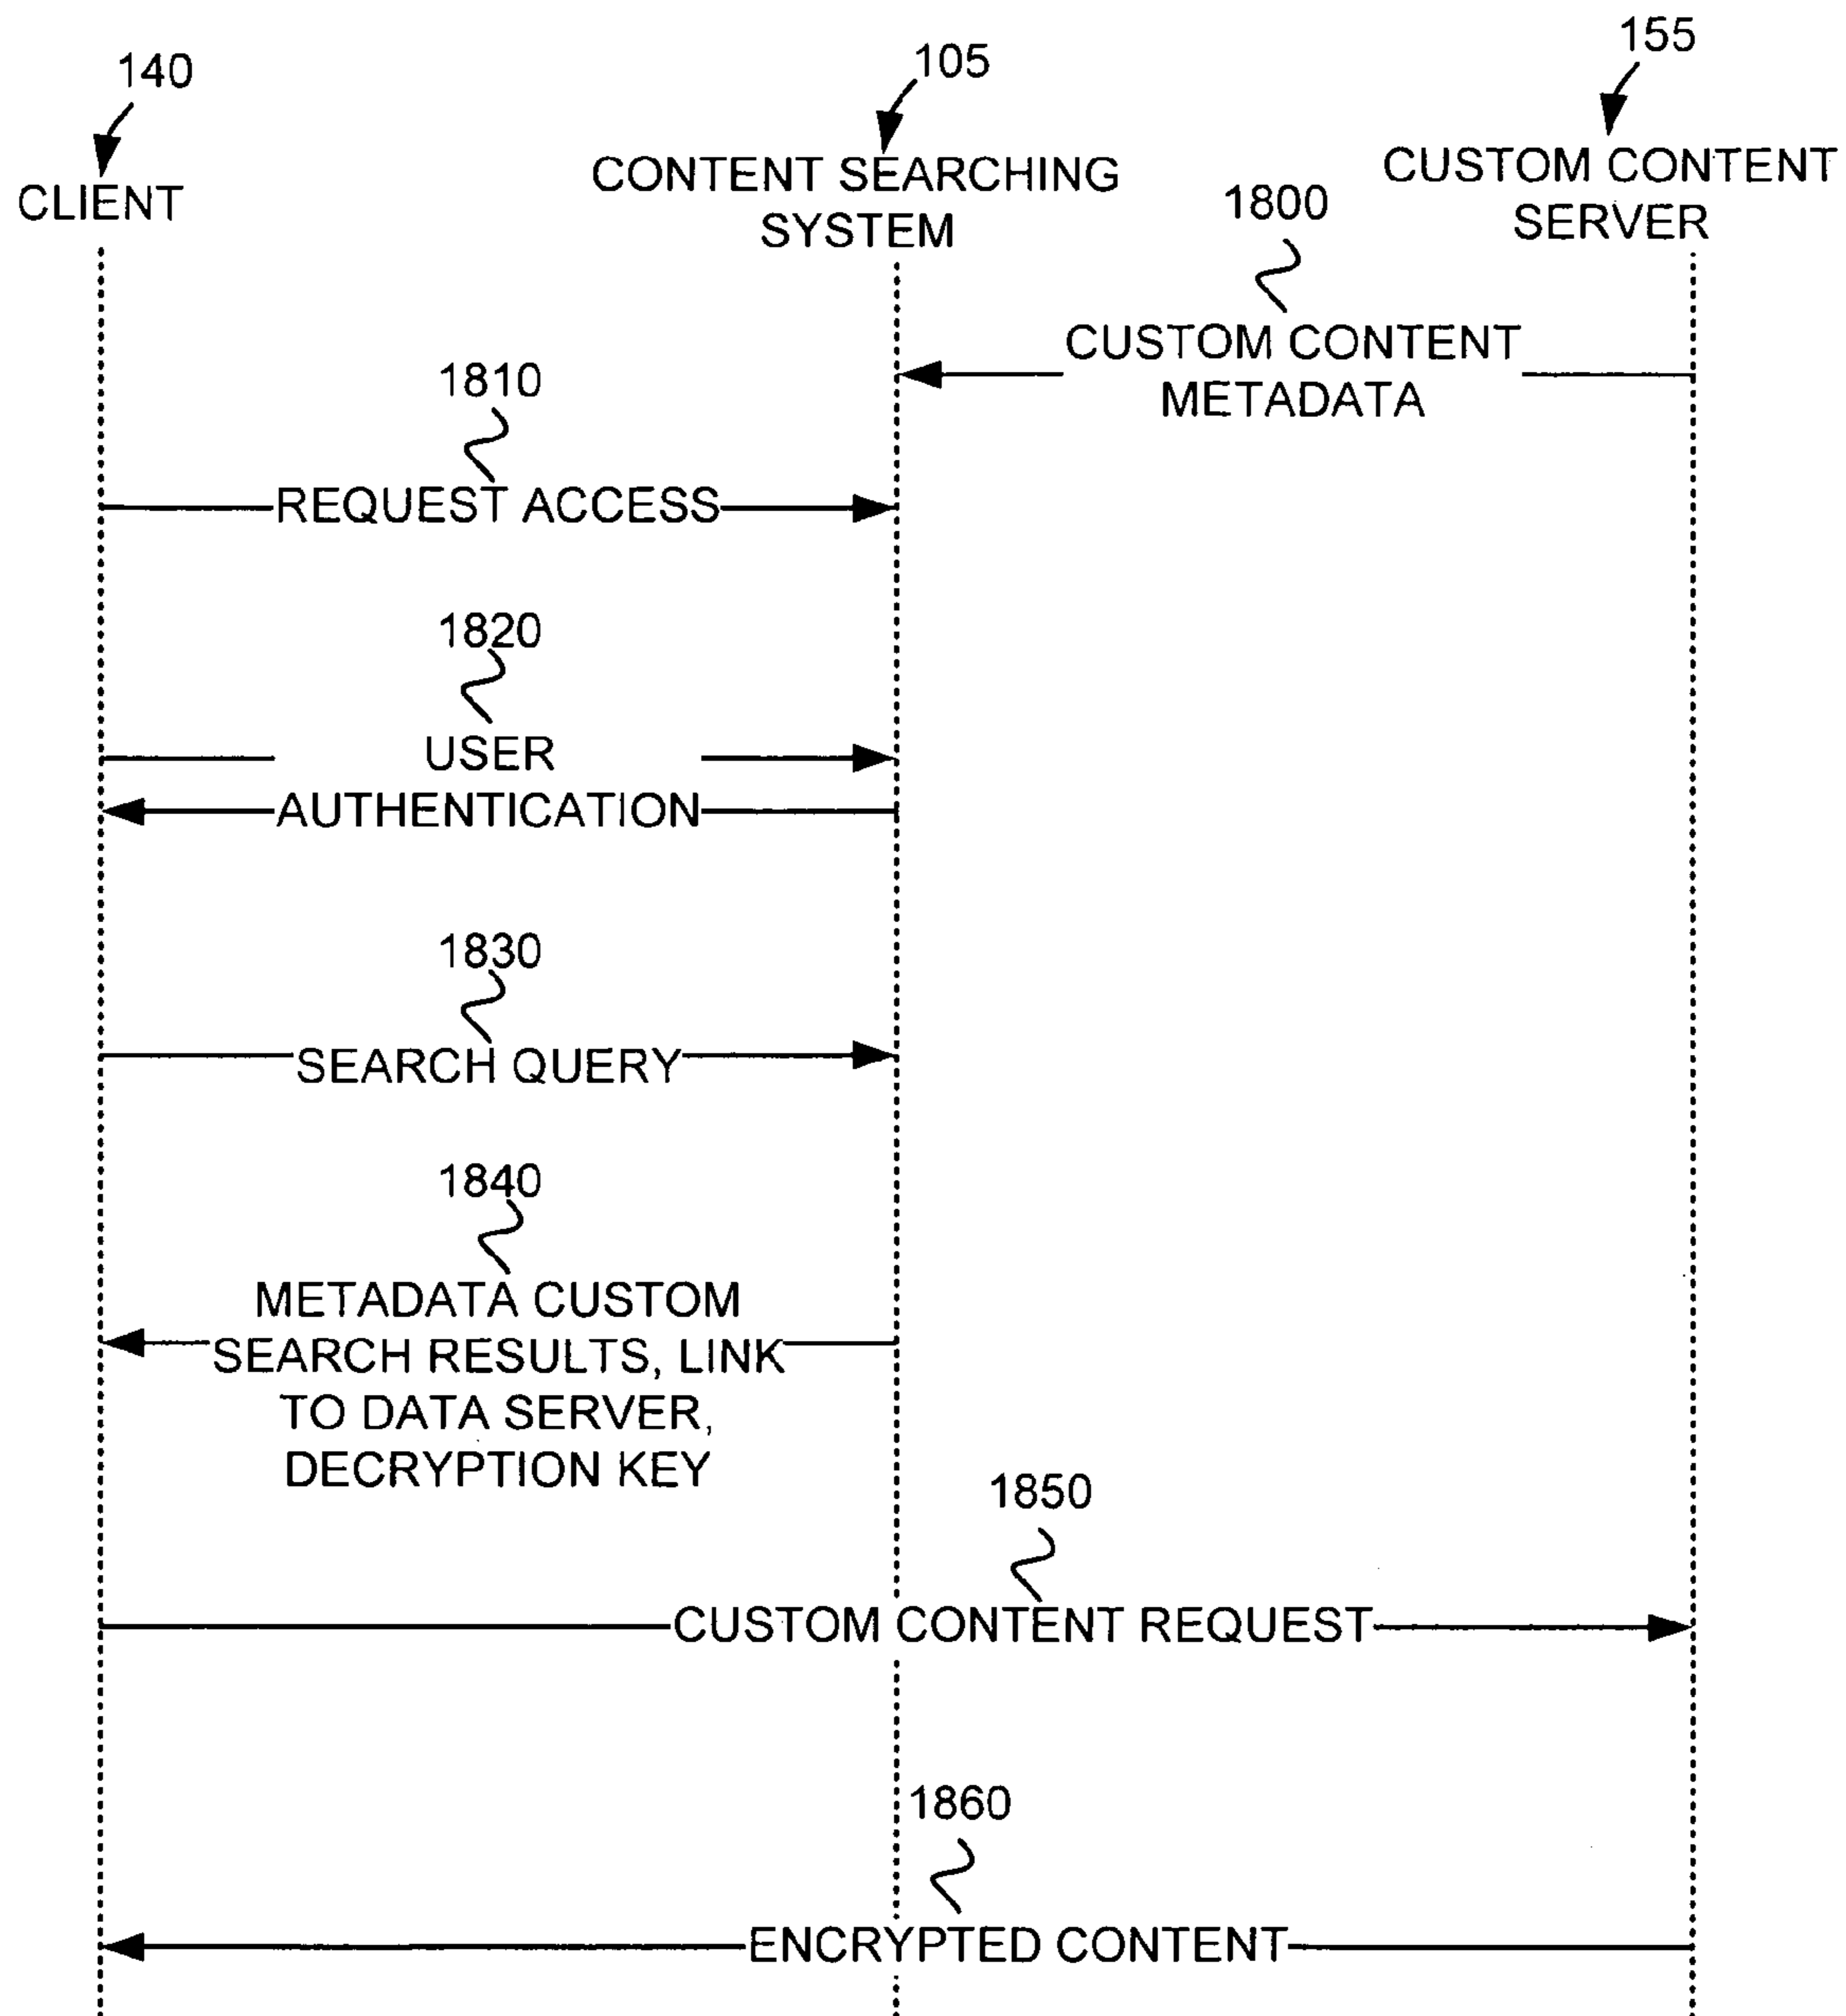 140
105
155
CLIENT
CONTENT SEARCHING
SYSTEM
CUSTOM CONTENT
SERVER
1800
CUSTOM CONTENT
METADATA
1810
REQUEST ACCESS
1820
USER
AUTHENTICATION
1830
SEARCH QUERY
1840
METADATA CUSTOM
SEARCH RESULTS, LINK
TO DATA SERVER,
DECRYPTION KEY
1850
CUSTOM CONTENT REQUEST
1860
ENCRYPTED CONTENT